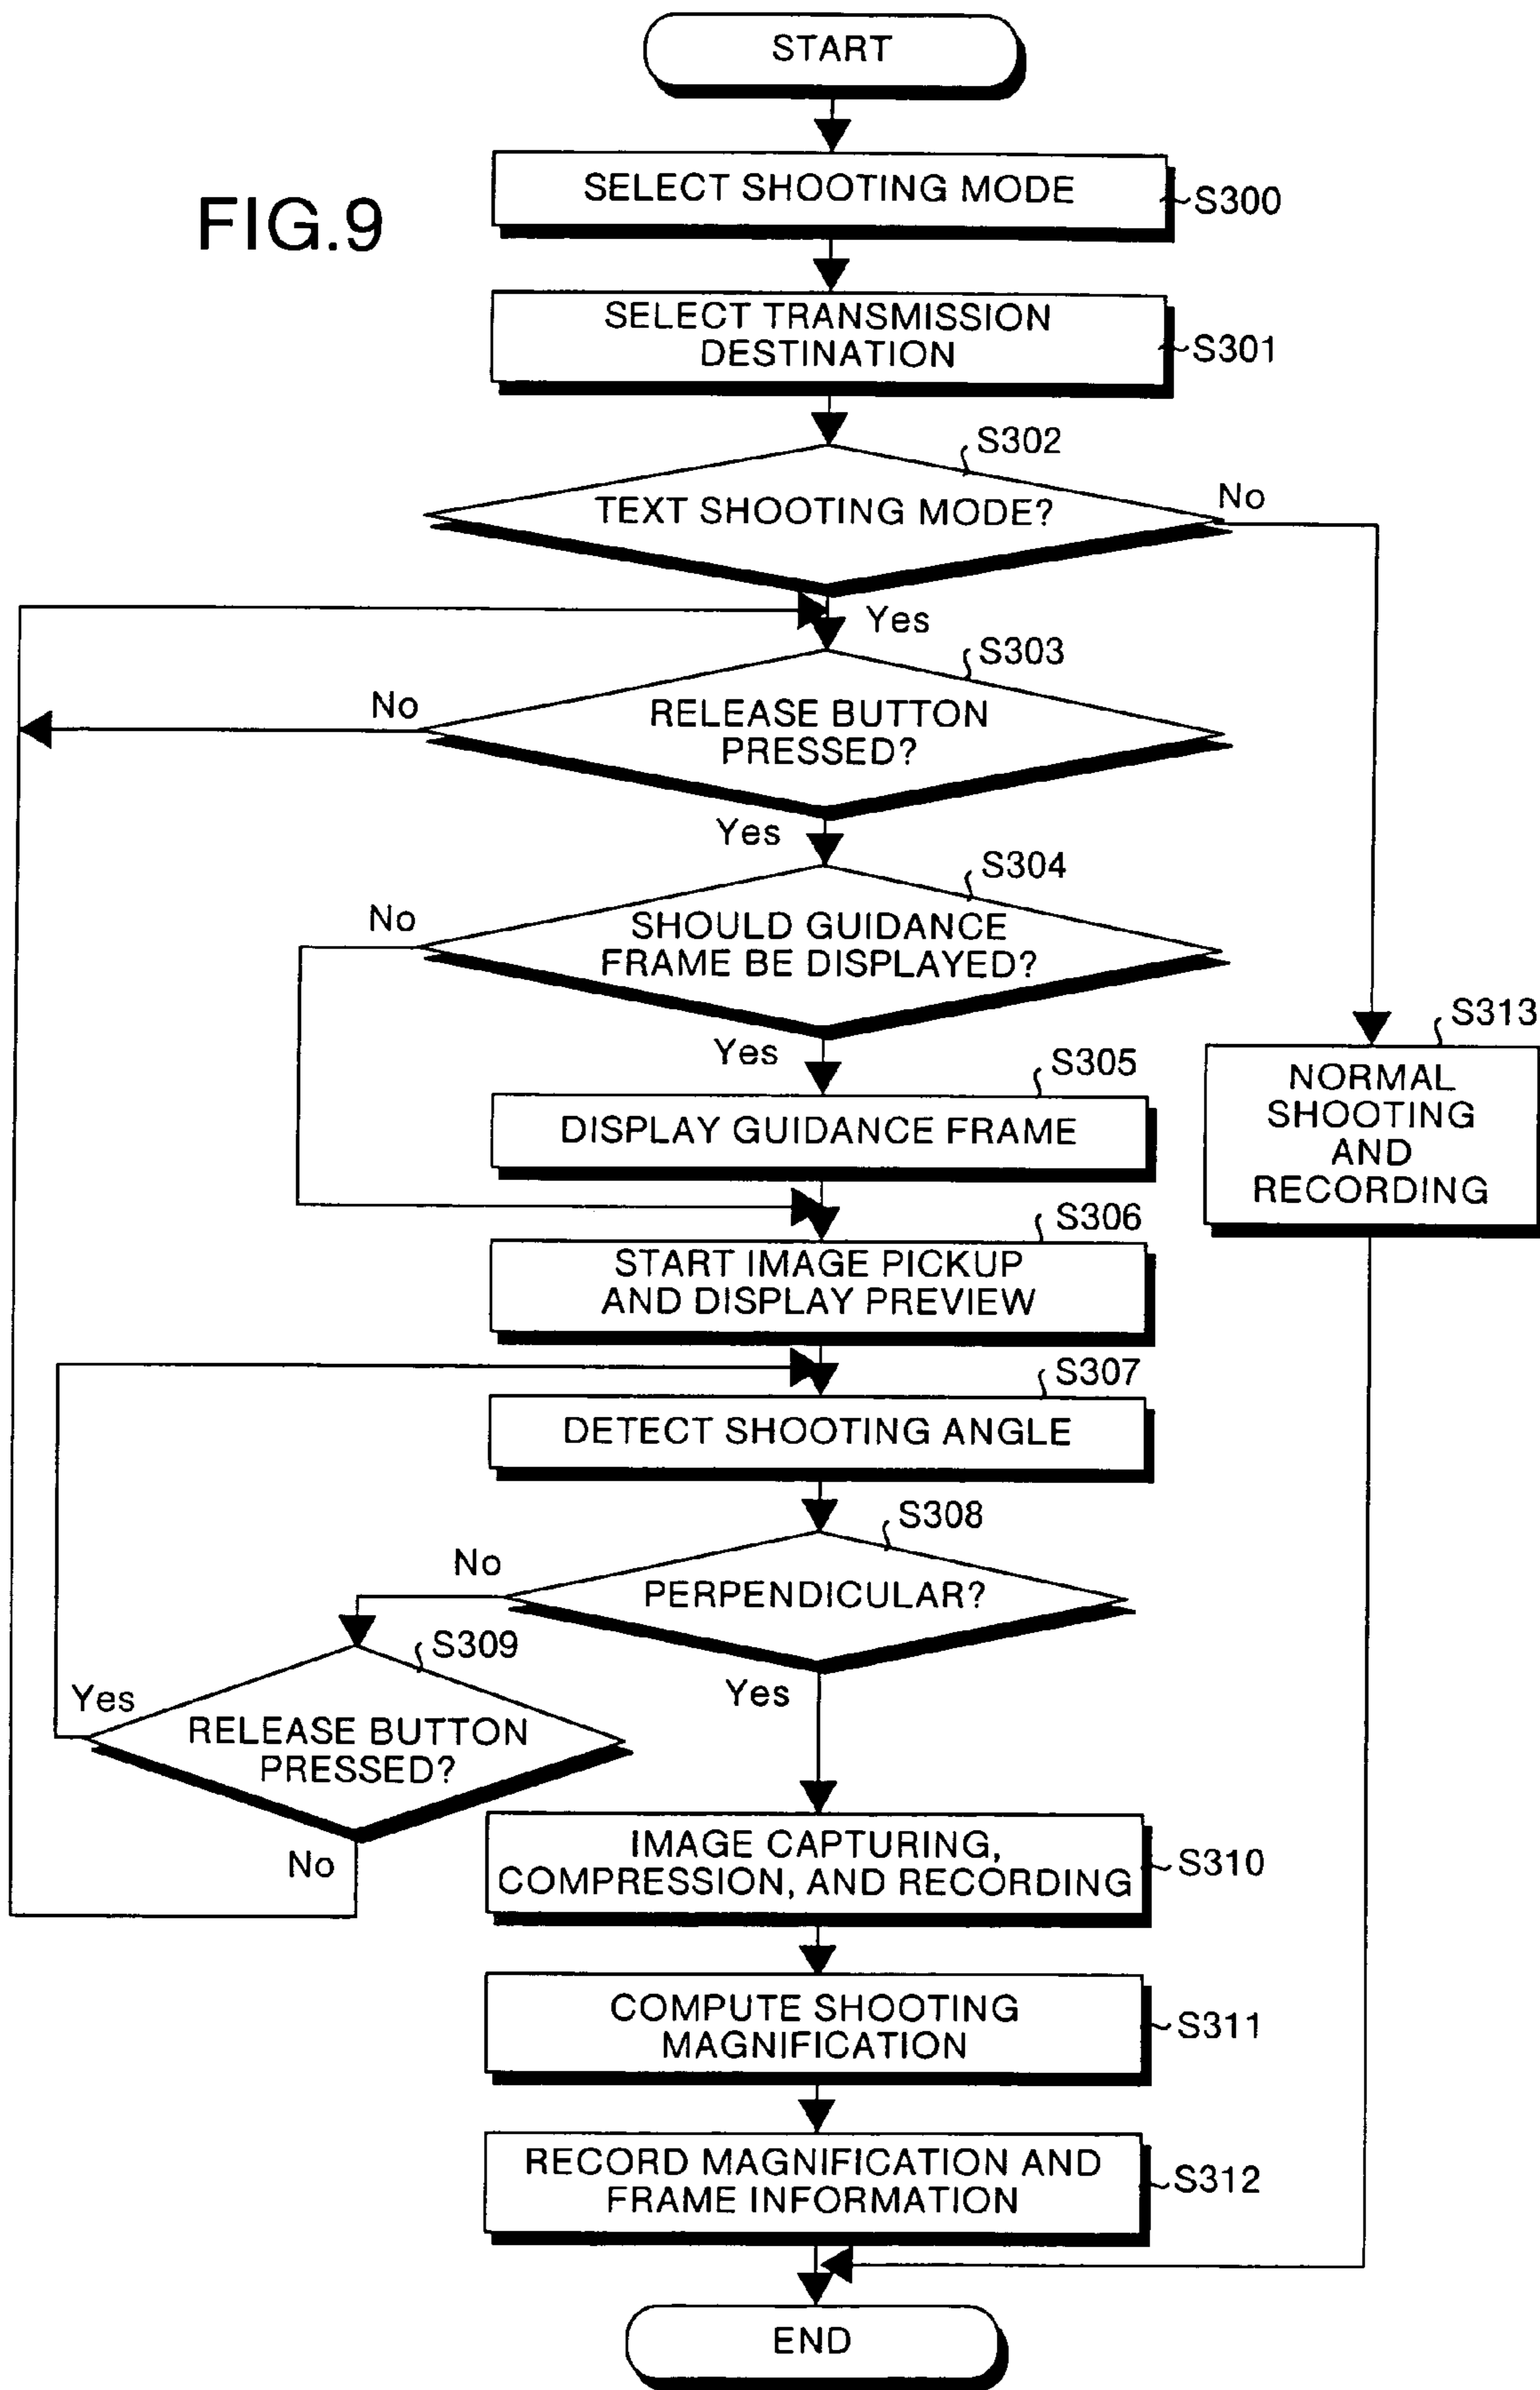 START
FIG.9
SELECT SHOOTING MODE
S300
SELECT TRANSMISSION
DESTINATION
S301
S302
TEXT SHOOTING MODE?
No
Yes
S303
No
RELEASE BUTTON
PRESSED?
Yes
S304
No
SHOULD GUIDANCE
FRAME BE DISPLAYED?
Yes
S305
DISPLAY GUIDANCE FRAME
S313
NORMAL
SHOOTING
AND
RECORDING
S306
START IMAGE PICKUP
AND DISPLAY PREVIEW
S307
DETECT SHOOTING ANGLE
S308
No
PERPENDICULAR?
S309
Yes
Yes
RELEASE BUTTON
PRESSED?
No
IMAGE CAPTURING,
COMPRESSION, AND RECORDING
S310
COMPUTE SHOOTING
MAGNIFICATION
S311
RECORD MAGNIFICATION AND
FRAME INFORMATION
S312
END